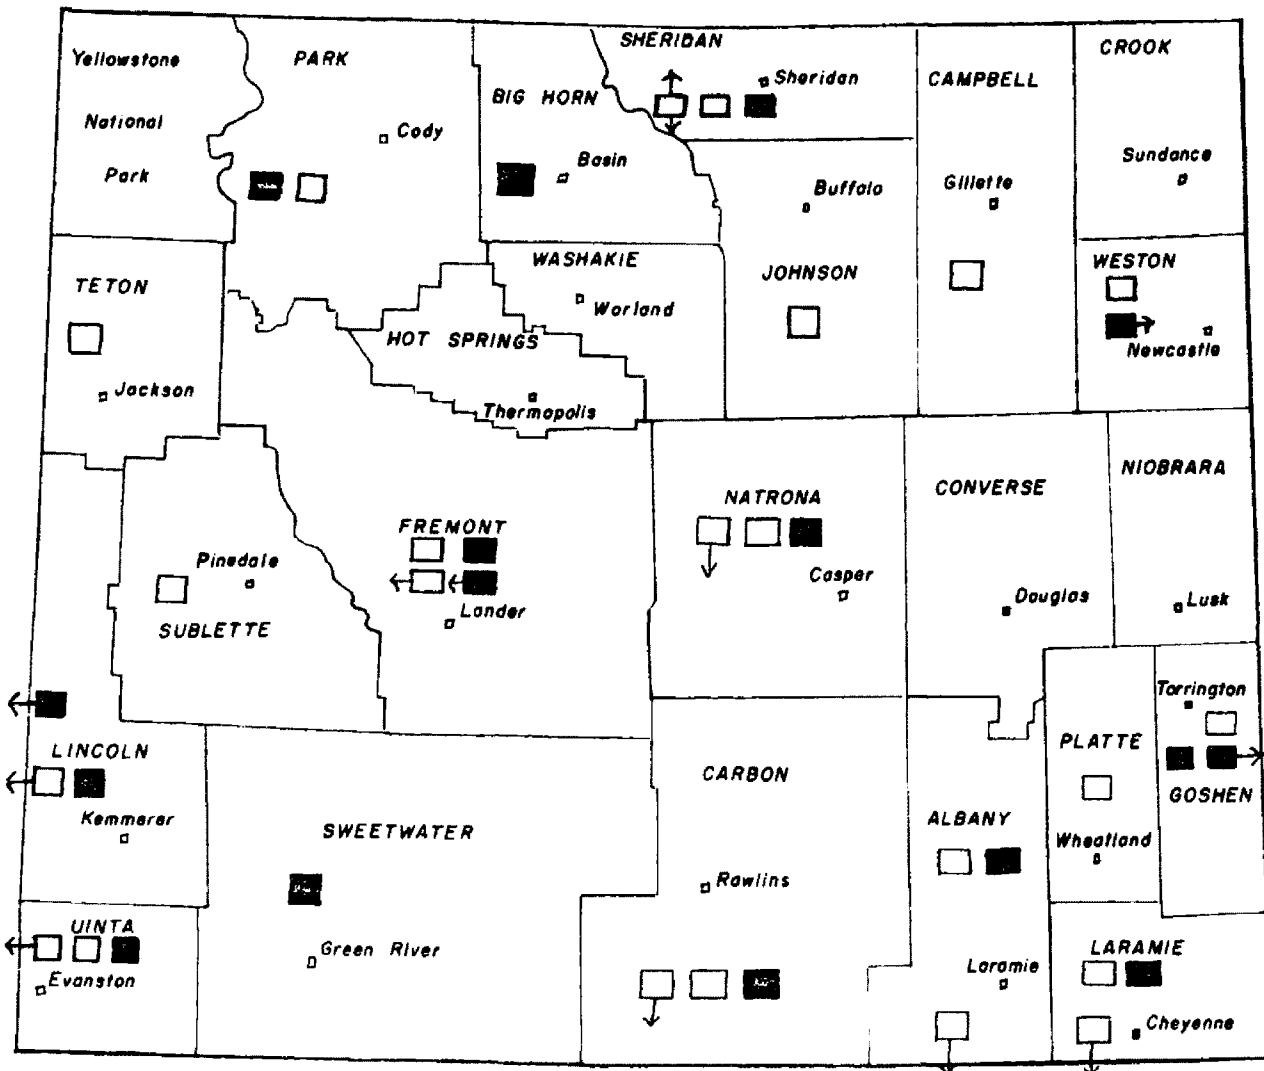 SHERIDAN
Yellowstone
National
Park
PARK
Cody
BIG HORN
Basin
Sheridan
CAMPBELL
CROOK
Sundance
Buffalo
Gillette
TETON
Jackson
WASHAKIE
Worland
JOHNSON
WESTON
Newcastle
HOT SPRINGS
Thermopolis
FREMONT
Lander
NATRONA
Casper
CONVERSE
Douglas
NIOBRARA
Lusk
Pinedale
SUBLETTE
LINCOLN
Kemmerer
SWEETWATER
Green River
CARBON
Rawlins
ALBANY
Laramie
PLATTE
Wheatland
Torrington
GOSHEN
UINTA
Evanston
LARAMIE
Cheyenne